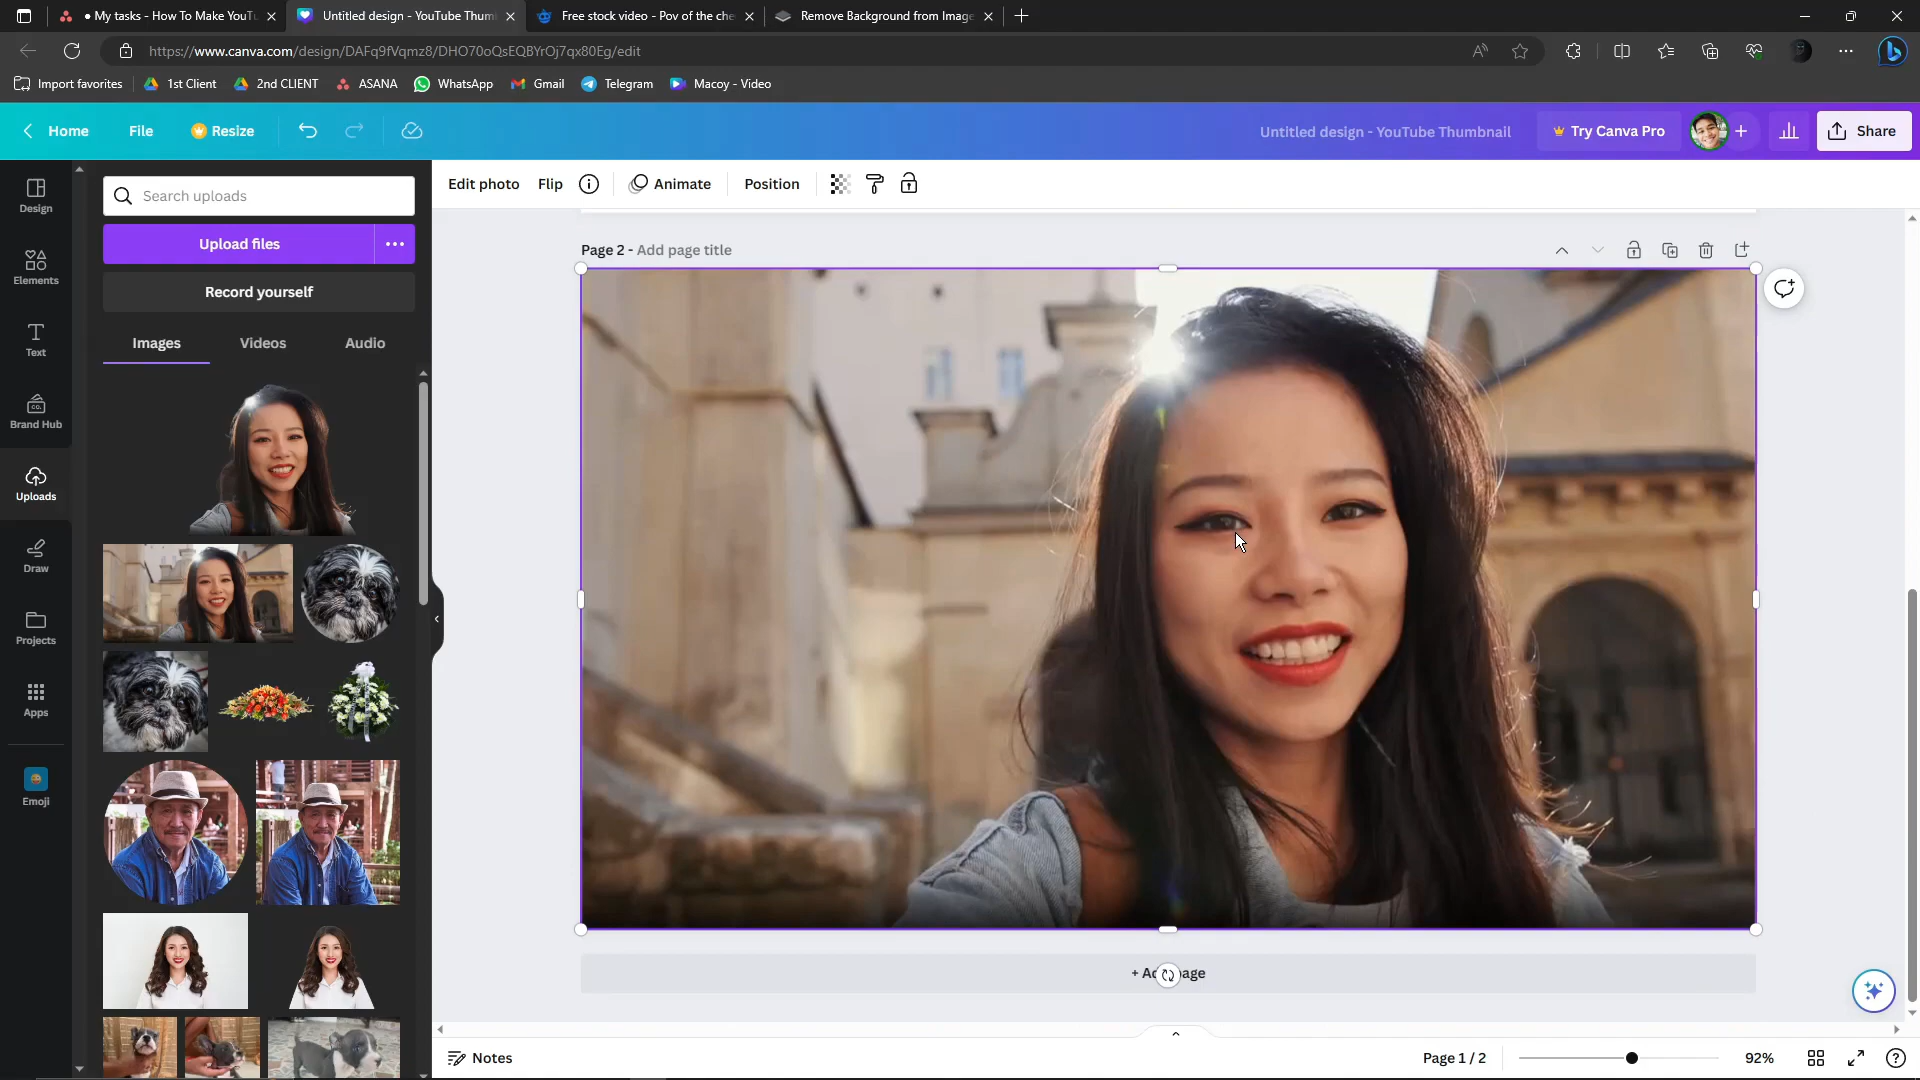 • My tasks - How To Make YouTu
Untitled design - YouTube Thum
Free stock video - Pov of the che
Remove Background from Image
https://www.canva.com/design/DAFq9fVqmz8/DHO70oQsEQBYrOj7qx80Eg/edit
Import favorites
1st Client
2nd CLIENT
ASANA
WhatsApp
Gmail
Telegram
Macoy - Video
Home
File
Resize
Untitled design - YouTube Thumbnail
Try Canva Pro
Share
Design
Elements
Text
Brand Hub
Uploads
Draw
Projects
Apps
Emoji
Search uploads
Upload files
Record yourself
Images
Videos
Audio
Edit photo
Flip
Animate
Position
Page 2 - Add page title
Notes
Page 1 / 2
92%